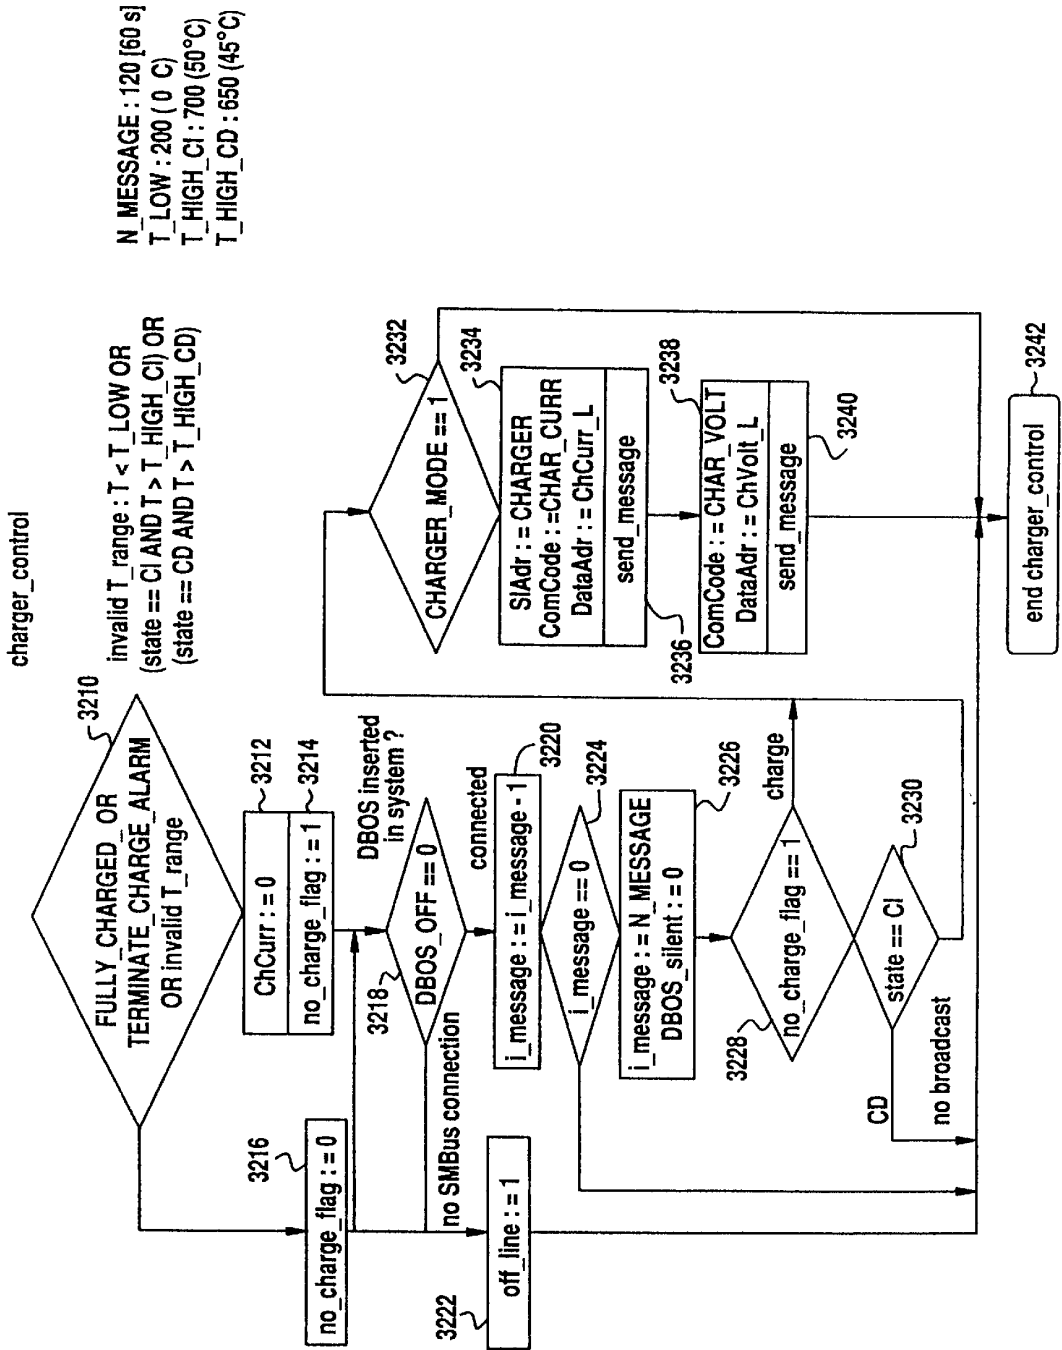 charger_control
N_MESSAGE : 120 [60 s]
T_LOW : 200 ( 0 C)
T_HIGH_CI : 700 (50°C)
T_HIGH_CD : 650 (45°C)
invalid T_range : T < T_LOW OR
(state == CI AND T > T_HIGH_CI) OR
(state == CD AND T > T_HIGH_CD)
3210
FULLY_CHARGED_OR
TERMINATE_CHARGE_ALARM
OR invalid T_range
3212
ChCurr : = 0
3214
no_charge_flag : = 1
3216
no_charge_flag : = 0
DBOS inserted
in system ?
3218
DBOS_OFF == 0
no SMBus connection
connected
3220
i_message : = i_message - 1
3222
off_line : = 1
3224
i_message == 0
3226
i_message : = N_MESSAGE
DBOS_silent : = 0
3228
no_charge_flag == 1
charge
3230
state == CI
CD
no broadcast
3232
CHARGER_MODE == 1
3234
SlAdr : = CHARGER
ComCode : =CHAR_CURR
DataAdr : = ChCurr_L
3236
send_message
3238
ComCode : = CHAR_VOLT
DataAdr : = ChVolt_L
3240
send_message
3242
end charger_control